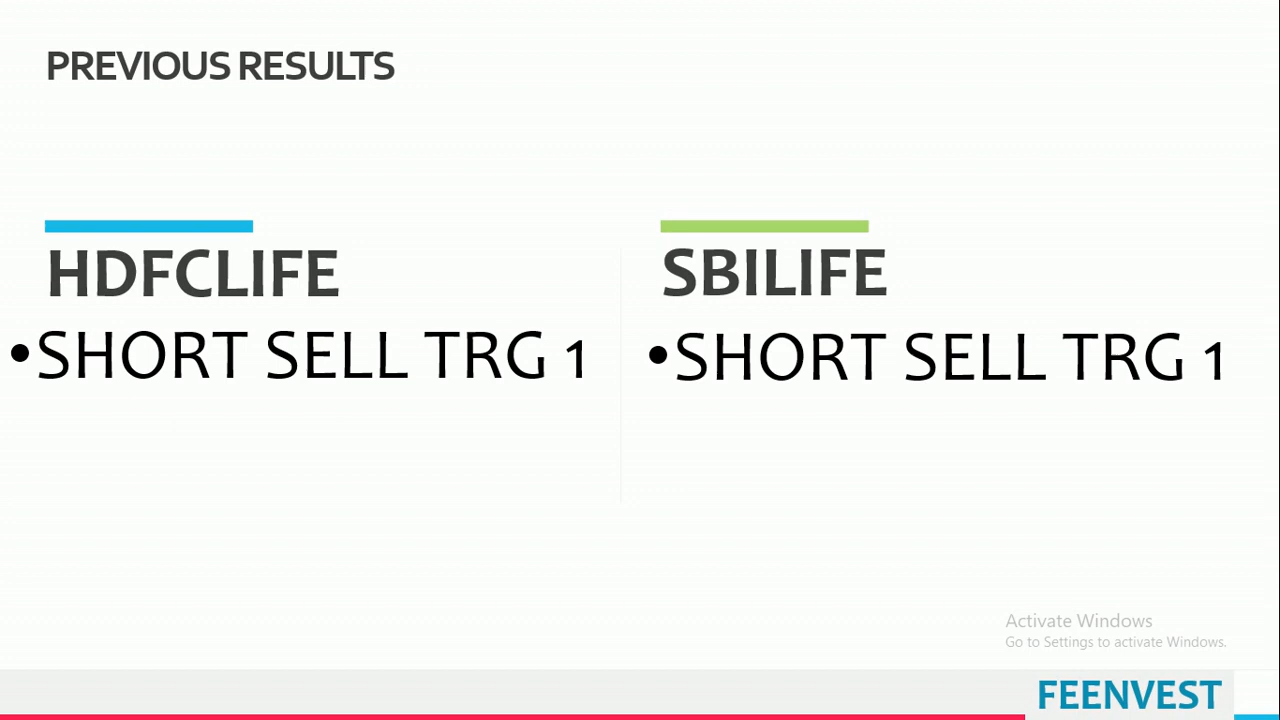 PREVIOUS RESULTS
HDFCLIFE
•SHORT SELL TRG 1
SBILIFE
•SHORT SELL TRG 1
Activate Windows
Go to Settings to activate Windows.
FEENVEST